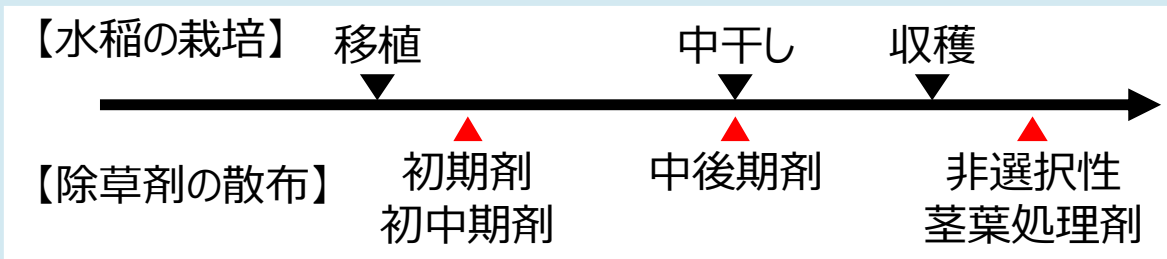 【水稲の栽培】 移植 中干し 収穫
【除草剤の散布】 初期剤 中後期剤 非選択性
初中期剤 茎葉処理剤